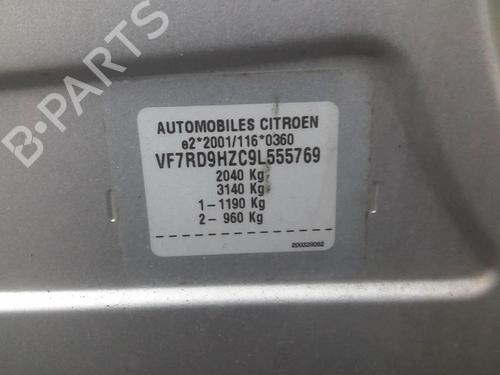 AUTOMOBILES CITROEN
e2*2001/116*0360
VF7RD9HZC9L555769
2040 Kg
3140 Kg
1-1190 Kg
2- 960 Kg
B-PARTS